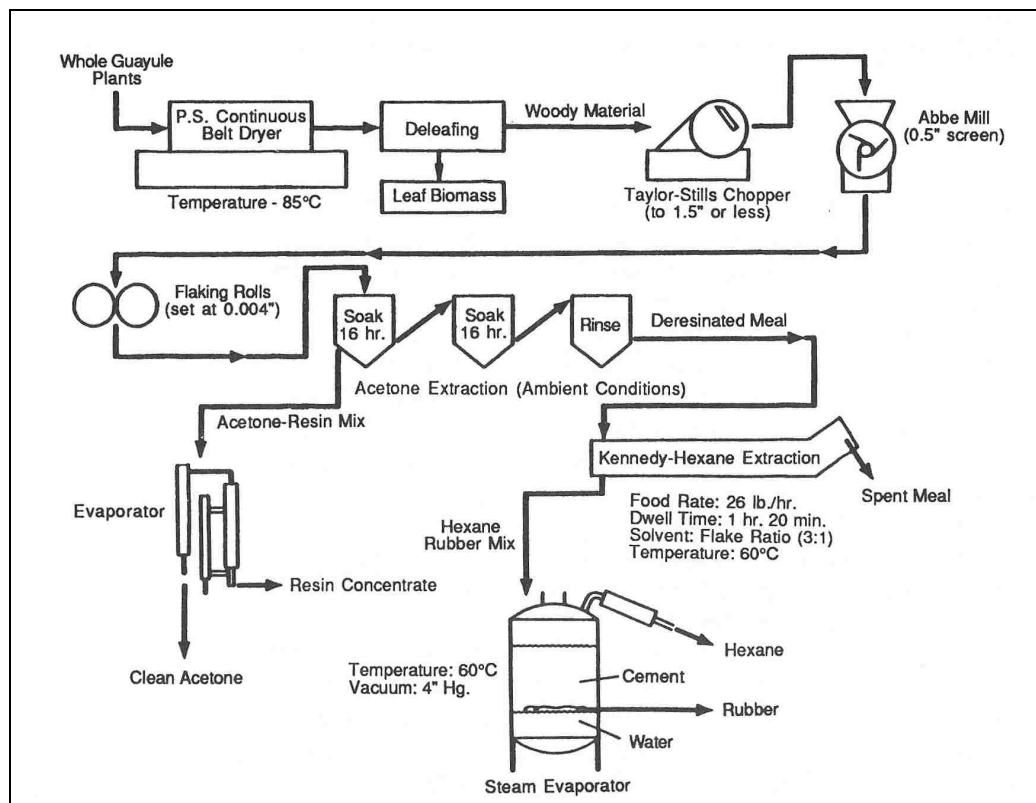 Whole Guayule
Plants
P.S. Continuous
Belt Dryer
Temperature - 85°C
Deleafing
Leaf Biomass
Woody Material
Taylor-Stills Chopper
(to 1.5" or less)
Abbe Mill
(0.5" screen)
Flaking Rolls
(set at 0.004")
Soak
16 hr.
Soak
16 hr.
Rinse
Deresinated Meal
Acetone Extraction (Ambient Conditions)
Acetone-Resin Mix
Evaporator
Resin Concentrate
Clean Acetone
Kennedy-Hexane Extraction
Spent Meal
Food Rate: 26 lb./hr.
Dwell Time: 1 hr. 20 min.
Solvent: Flake Ratio (3:1)
Temperature: 60°C
Hexane
Rubber Mix
Temperature: 60°C
Vacuum: 4" Hg.
Hexane
Cement
Rubber
Water
Steam Evaporator